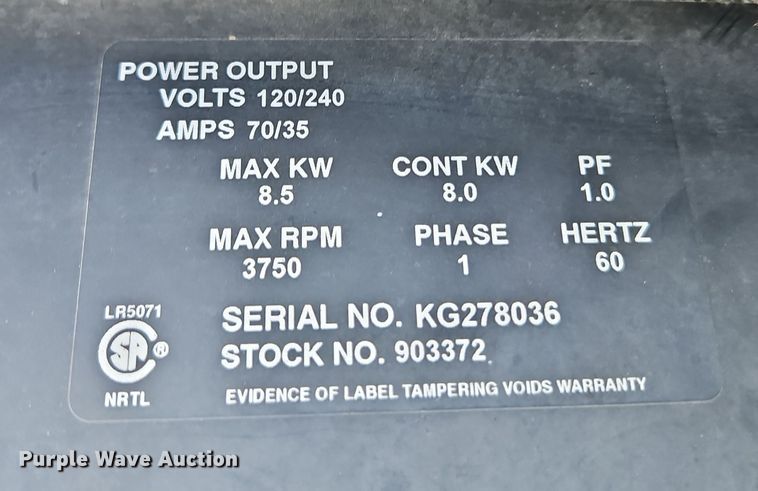 POWER OUTPUT
VOLTS 120/240
AMPS 70/35
MAX KW CONT KW PF
8.5 8.0 1.0
MAX RPM PHASE HERTZ
3750 1 60
LR5071
SERIAL NO. KG278036
SA ®
STOCK NO. 903372
NRTL
EVIDENCE OF LABEL TAMPERING VOIDS WARRANTY
Purple Wave Auction